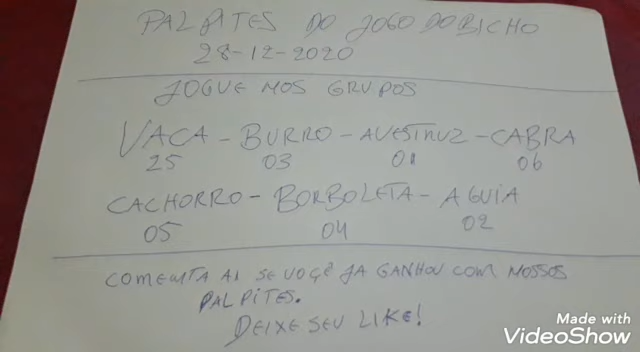 PALPITES DO JOGO DO BICHO
28-12-2020
JOGUE NOS GRUPOS
VACA - BURRO - AVESTRUZ - CABRA
25 03 01 06
CACHORRO - BORBOLETA - AGUIA
05 04 02
COMENTA AI SE VOÇÊ JA GANHOU COM NOSSOS
PALPITES.
DEIXE SEU LIKE!
Made with
VideoShow